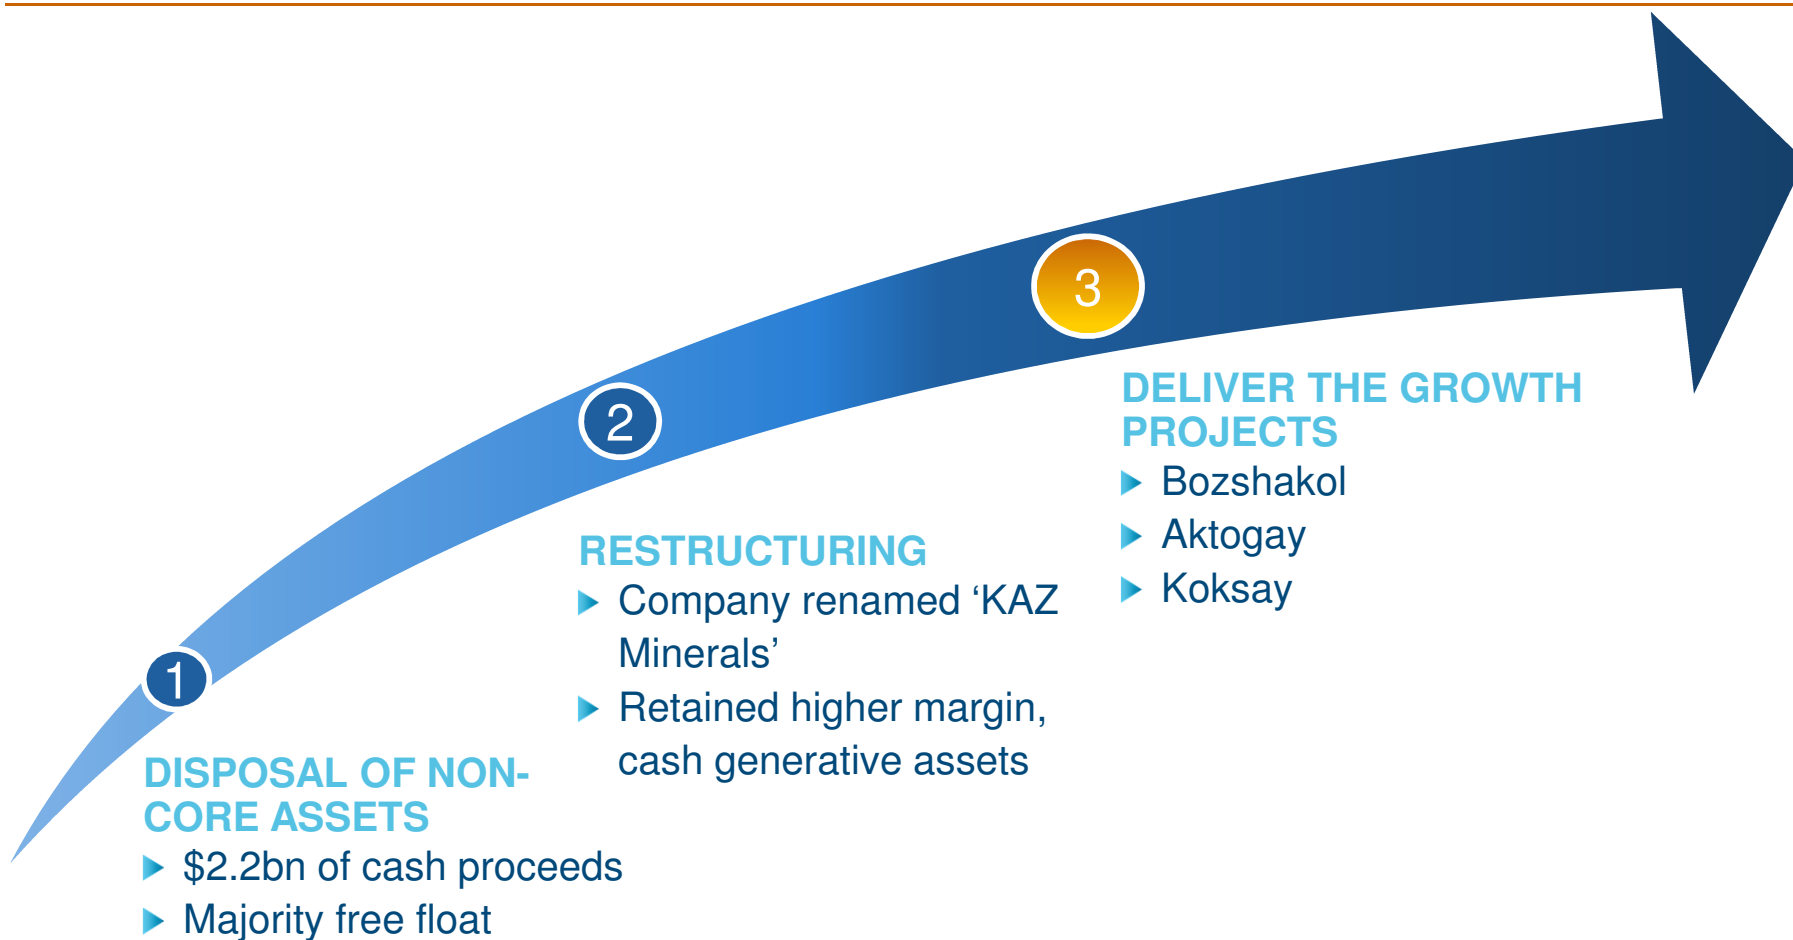 1
DISPOSAL OF NON-
CORE ASSETS
$2.2bn of cash proceeds
Majority free float
2
RESTRUCTURING
Company renamed ‘KAZ
Minerals’
Retained higher margin,
cash generative assets
3
DELIVER THE GROWTH
PROJECTS
Bozshakol
Aktogay
Koksay